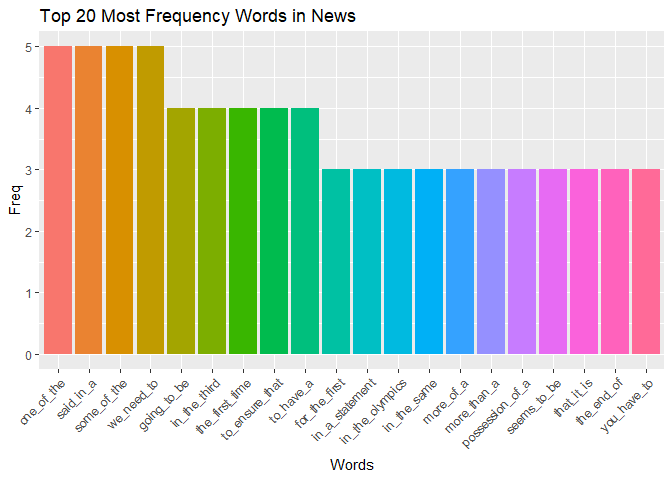 Top 20 Most Frequency Words in News
Freq
5
4
3
2
1
0
one_of_the
said_in_a
some_of_the
we_need_to
going_to_be
in_the_third
the_first_time
to_ensure_that
to_have_a
for_the_first
in_a_statement
in_the_olympics
in_the_same
more_of_a
more_than_a
possession_of_a
seems_to_be
that_it_is
the_end_of
you_have_to
Words